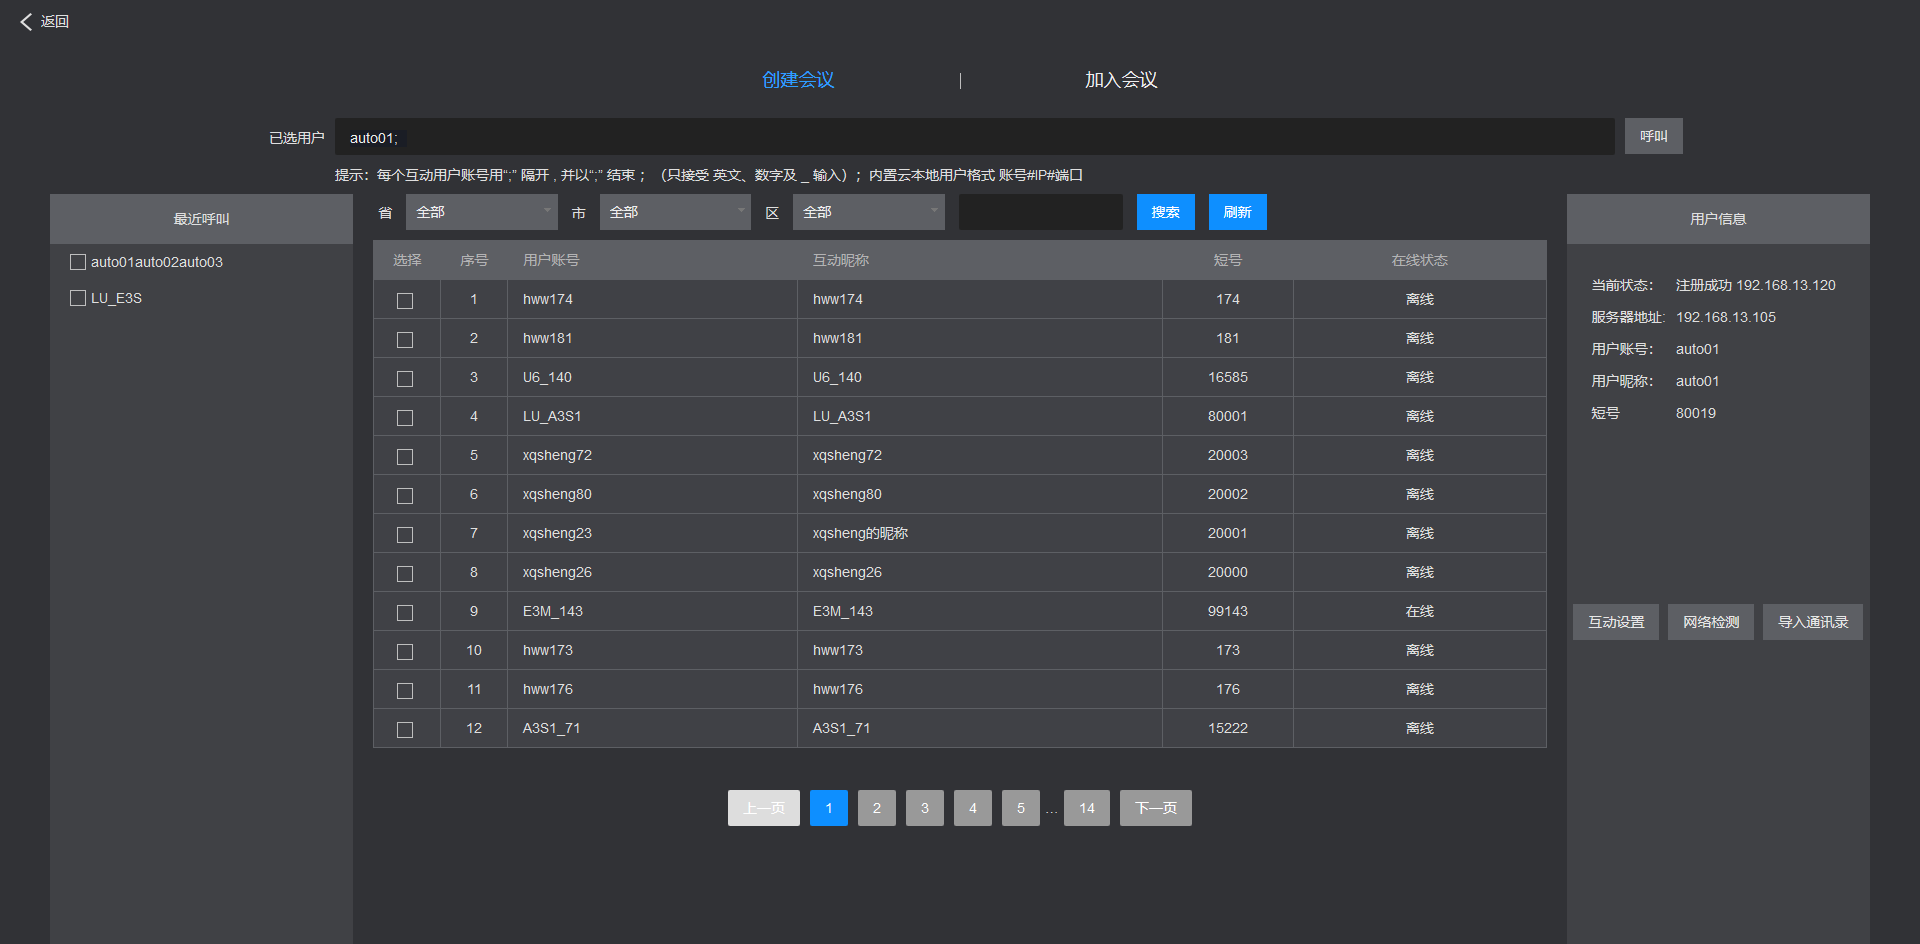 返回
创建会议 | 加入会议
已选用户 auto01; 呼叫
提示：每个互动用户账号用“;” 隔开 , 并以“;” 结束 ；（只接受 英文、数字及 _ 输入）；内置云本地用户格式 账号#IP#端口
最近呼叫
auto01auto02auto03
LU_E3S
省 全部 市 全部 区 全部 搜索 刷新
选择 序号 用户账号 互动昵称 短号 在线状态
1 hww174 hww174 174 离线
2 hww181 hww181 181 离线
3 U6_140 U6_140 16585 离线
4 LU_A3S1 LU_A3S1 80001 离线
5 xqsheng72 xqsheng72 20003 离线
6 xqsheng80 xqsheng80 20002 离线
7 xqsheng23 xqsheng的昵称 20001 离线
8 xqsheng26 xqsheng26 20000 离线
9 E3M_143 E3M_143 99143 在线
10 hww173 hww173 173 离线
11 hww176 hww176 176 离线
12 A3S1_71 A3S1_71 15222 离线
上一页 1 2 3 4 5 ... 14 下一页
用户信息
当前状态： 注册成功 192.168.13.120
服务器地址: 192.168.13.105
用户账号： auto01
用户昵称： auto01
短号 80019
互动设置 网络检测 导入通讯录